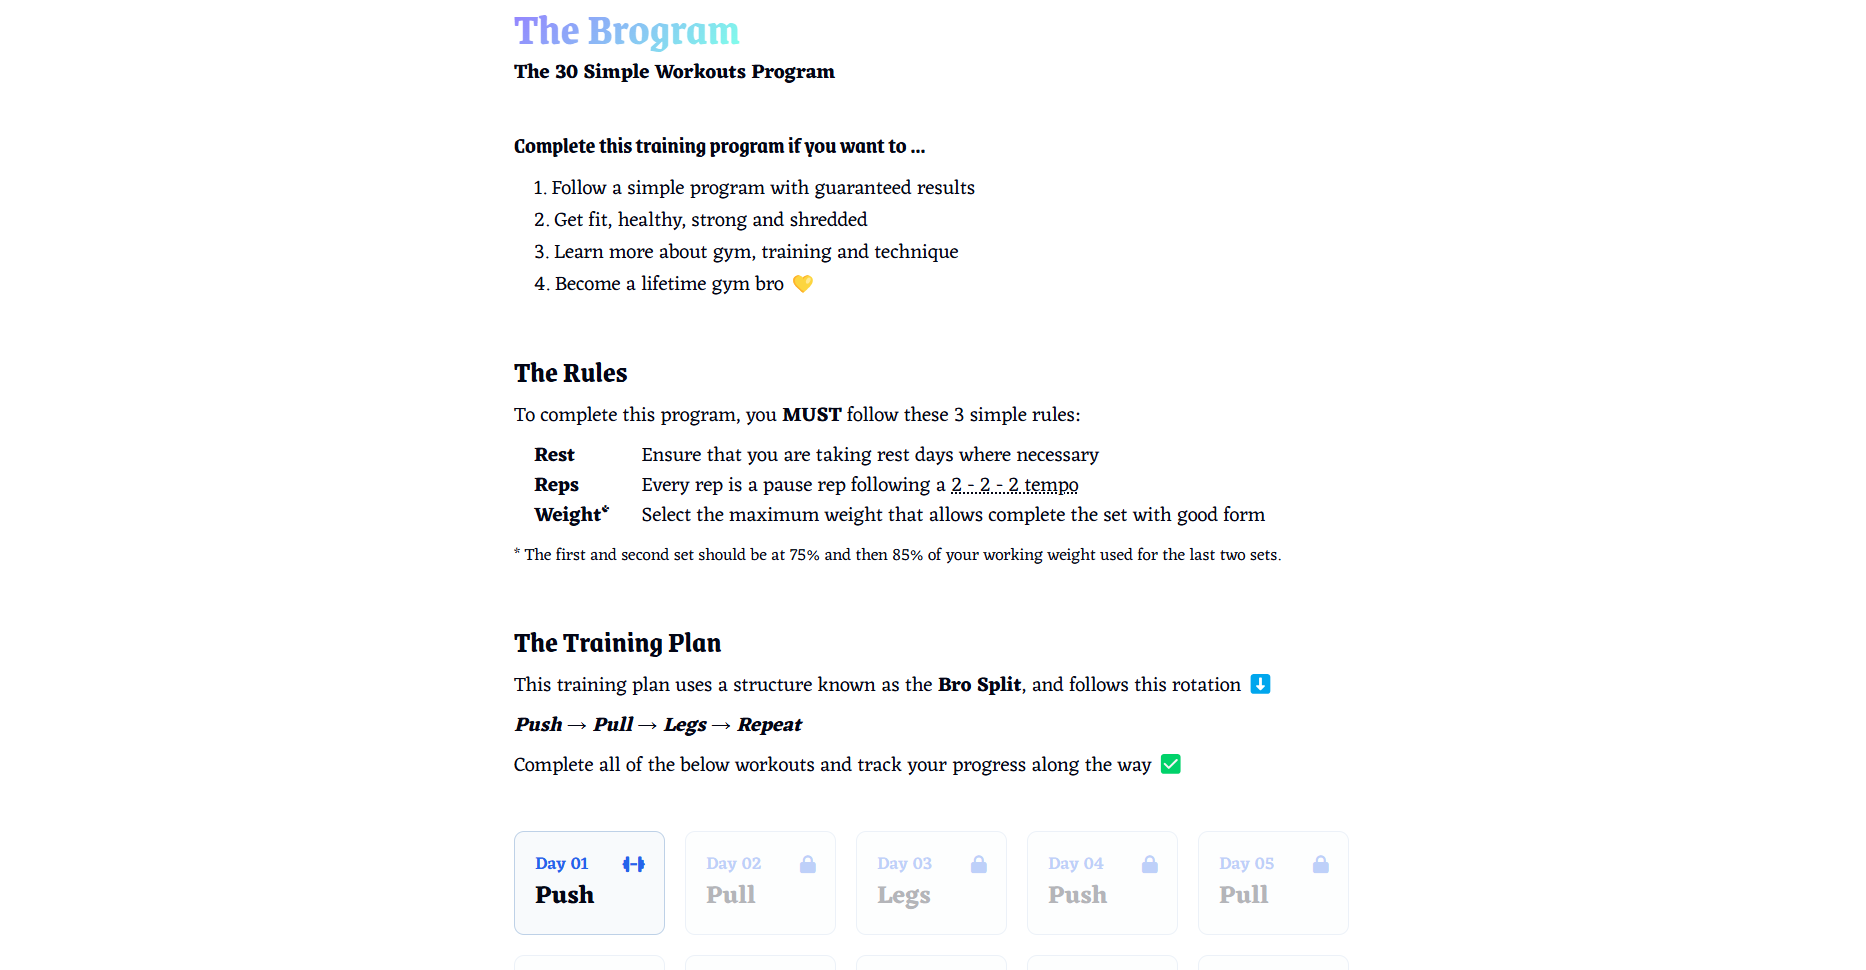 The Brogram
The 30 Simple Workouts Program
Complete this training program if you want to ...
1. Follow a simple program with guaranteed results
2. Get fit, healthy, strong and shredded
3. Learn more about gym, training and technique
4. Become a lifetime gym bro 💛
The Rules
To complete this program, you MUST follow these 3 simple rules:
Rest Ensure that you are taking rest days where necessary
Reps Every rep is a pause rep following a 2 - 2 - 2 tempo
Weight* Select the maximum weight that allows complete the set with good form
* The first and second set should be at 75% and then 85% of your working weight used for the last two sets.
The Training Plan
This training plan uses a structure known as the Bro Split, and follows this rotation ⬇️
Push → Pull → Legs → Repeat
Complete all of the below workouts and track your progress along the way ✅
Day 01 Day 02 Day 03 Day 04 Day 05
Push Pull Legs Push Pull